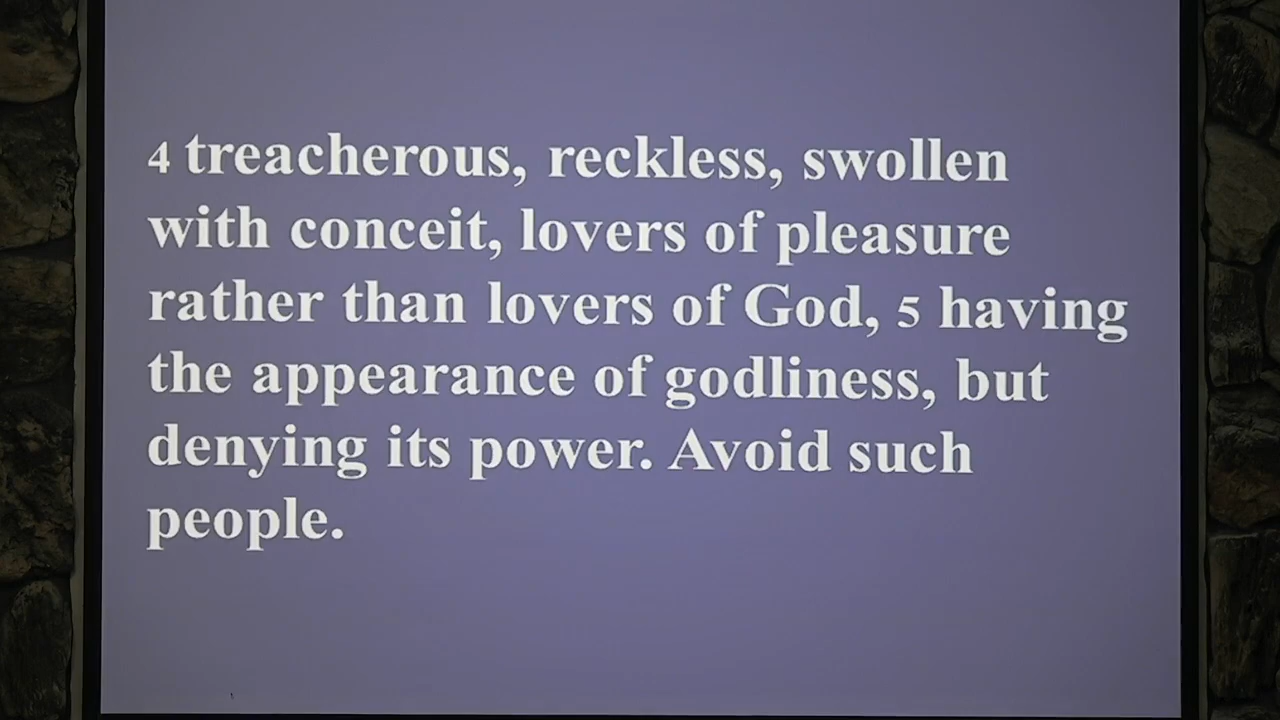 4 treacherous, reckless, swollen
with conceit, lovers of pleasure
rather than lovers of God, 5 having
the appearance of godliness, but
denying its power. Avoid such
people.